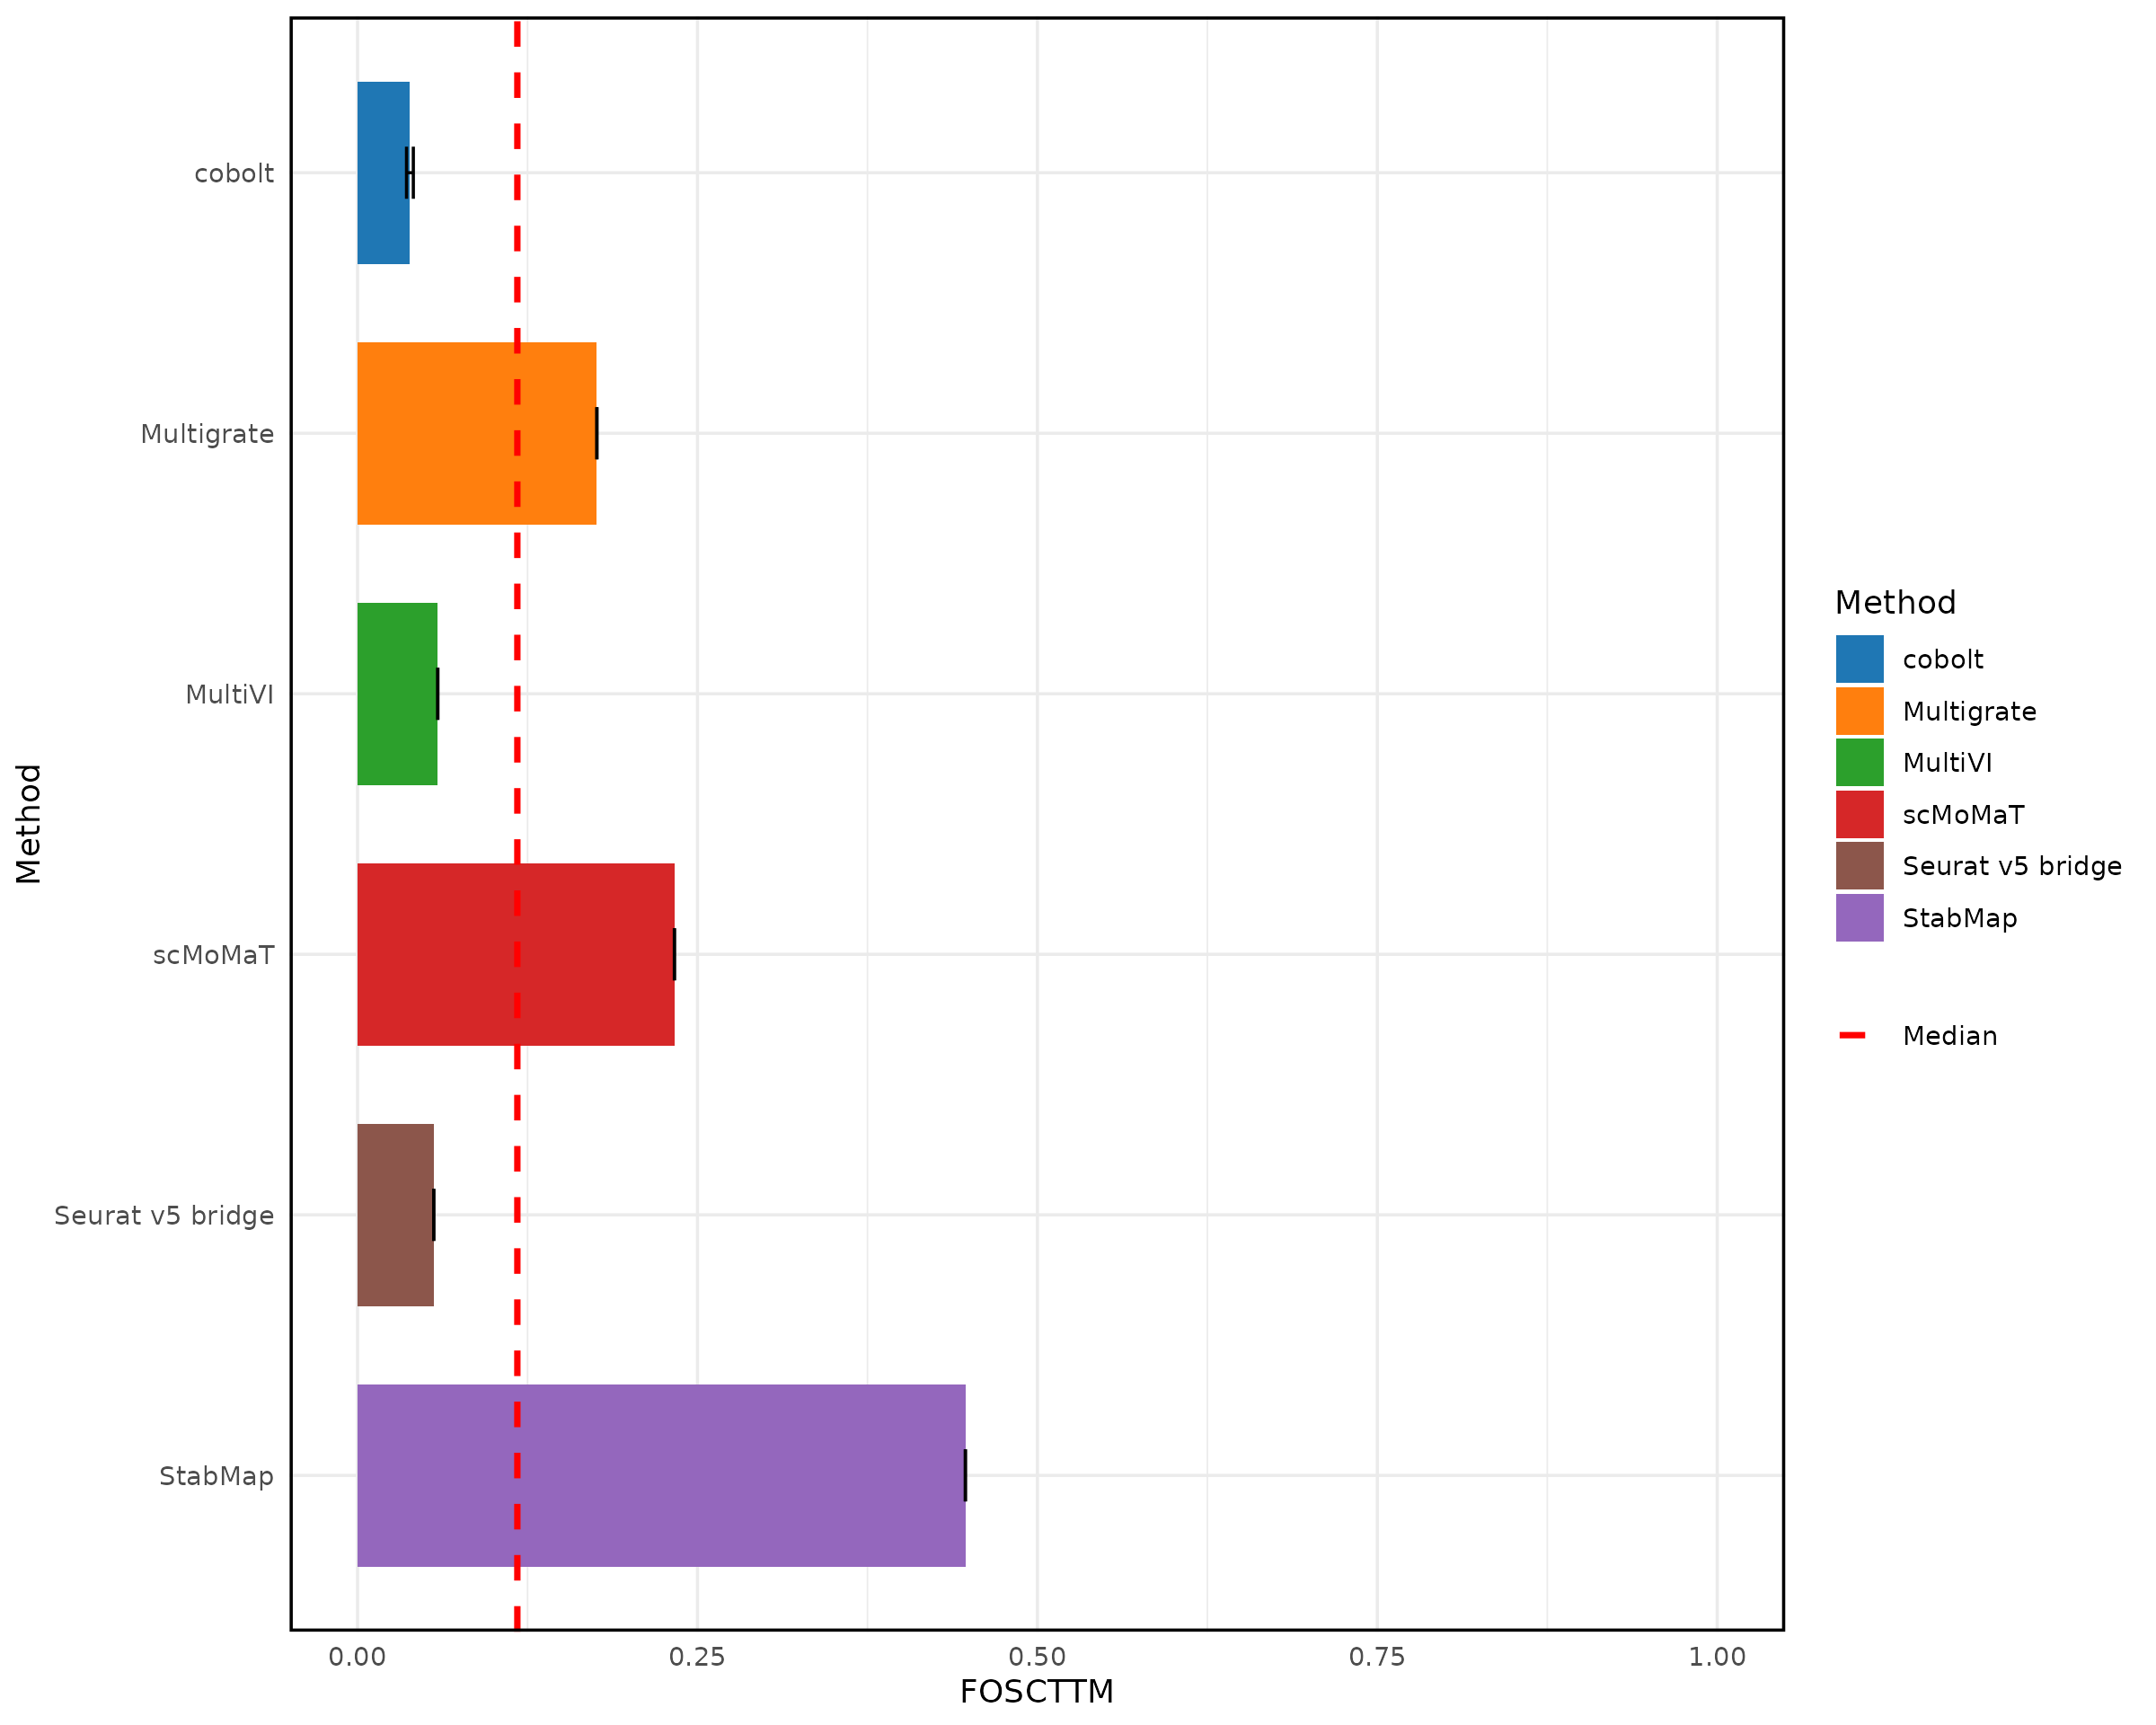 cobolt
Multigrate
MultiVI
scMoMaT
Seurat v5 bridge
StabMap
Method
0.00
0.25
0.50
0.75
1.00
FOSCTTM
Method
cobolt
Multigrate
MultiVI
scMoMaT
Seurat v5 bridge
StabMap
Median